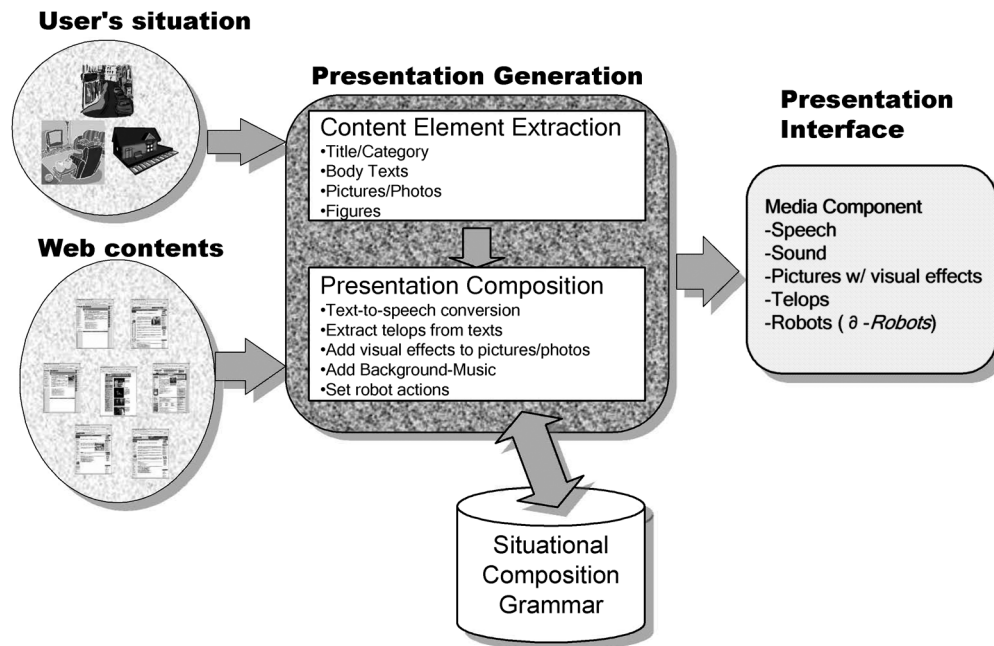 User's situation
Web contents
Presentation Generation
Content Element Extraction
•Title/Category
•Body Texts
•Pictures/Photos
•Figures
Presentation Composition
•Text-to-speech conversion
•Extract telops from texts
•Add visual effects to pictures/photos
•Add Background-Music
•Set robot actions
Situational
Composition
Grammar
Presentation
Interface
Media Component
-Speech
-Sound
-Pictures w/ visual effects
-Telops
-Robots ( ∂ -Robots)